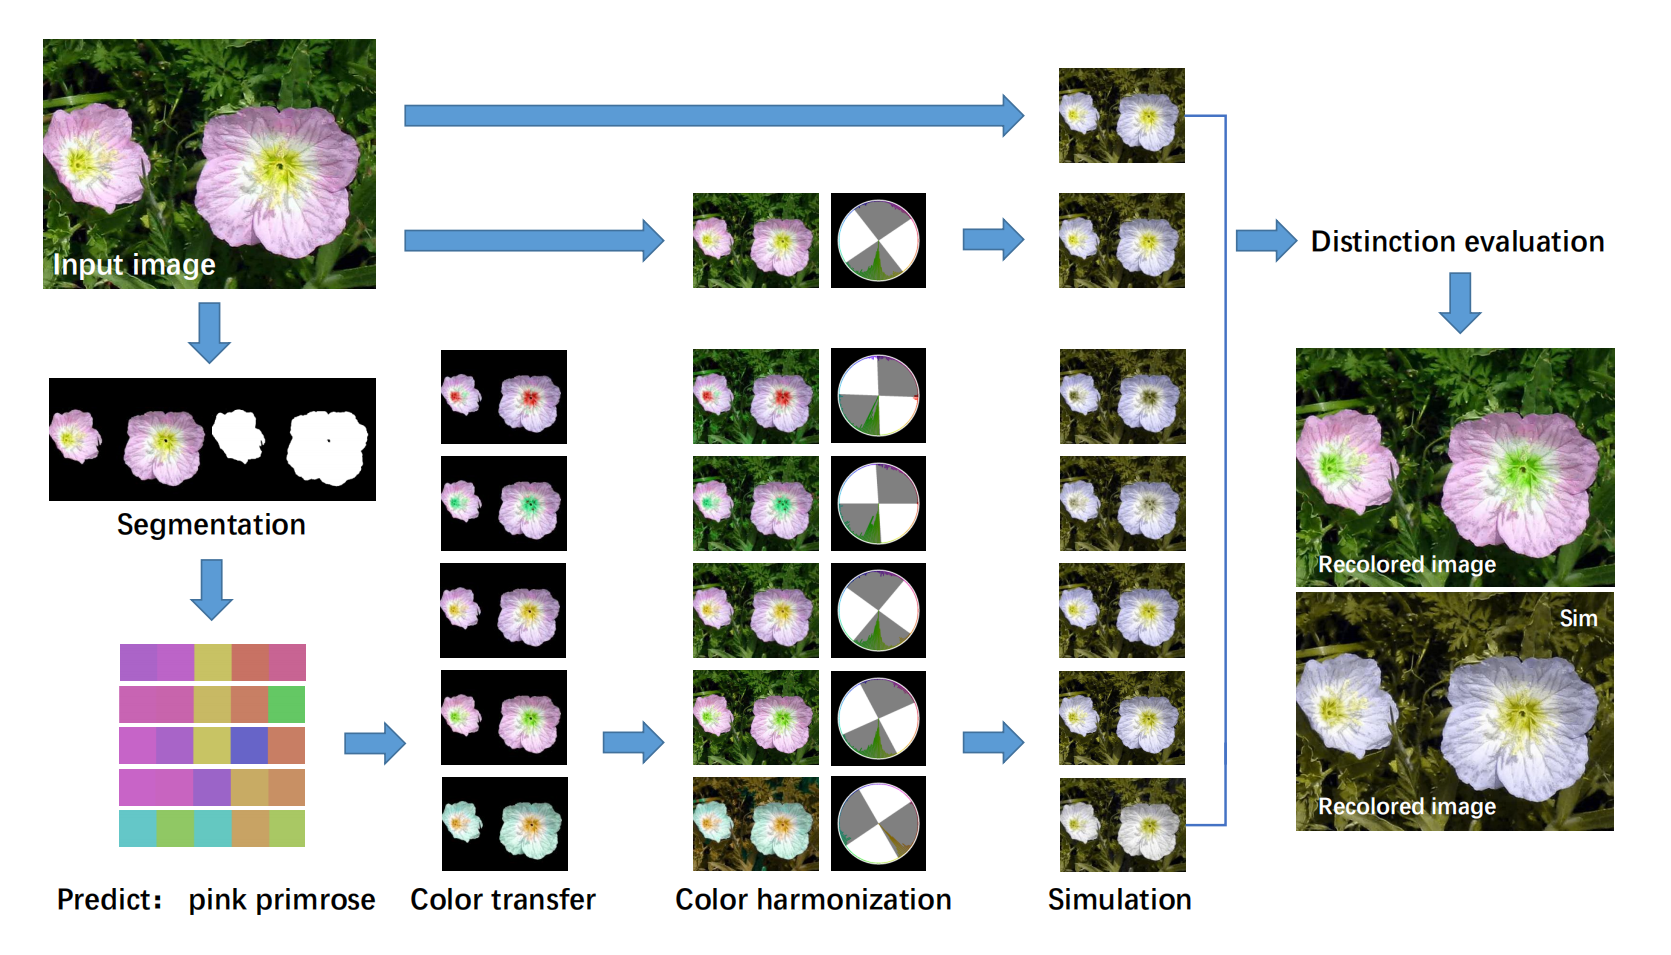 Input image
Distinction evaluation
Segmentation
Recolored image
Sim
Recolored image
Predict： pink primrose
Color transfer
Color harmonization
Simulation